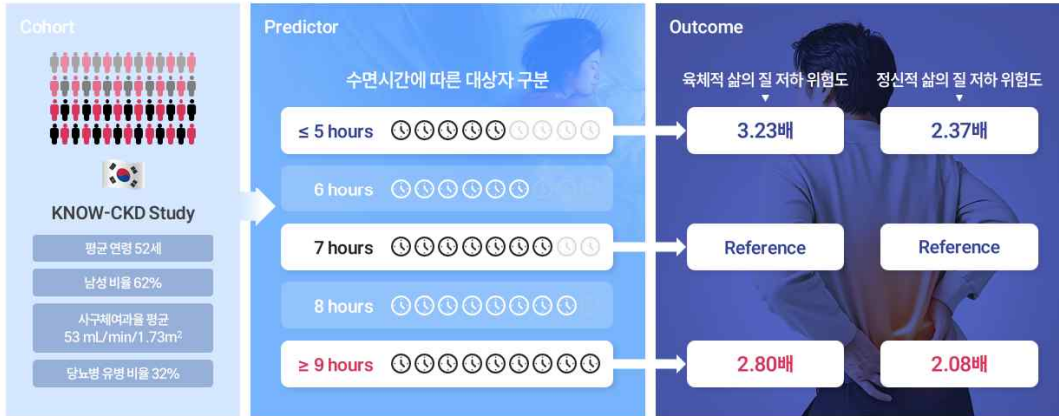 Cohort
KNOW-CKD Study
평균 연령 52세
남성 비율 62%
사구체여과율 평균
53 mL/min/1.73m²
당뇨병 유병 비율 32%
Predictor
수면시간에 따른 대상자 구분
≤ 5 hours
6 hours
7 hours
8 hours
≥ 9 hours
Outcome
육체적 삶의 질 저하 위험도
정신적 삶의 질 저하 위험도
3.23배
2.37배
Reference
Reference
2.80배
2.08배